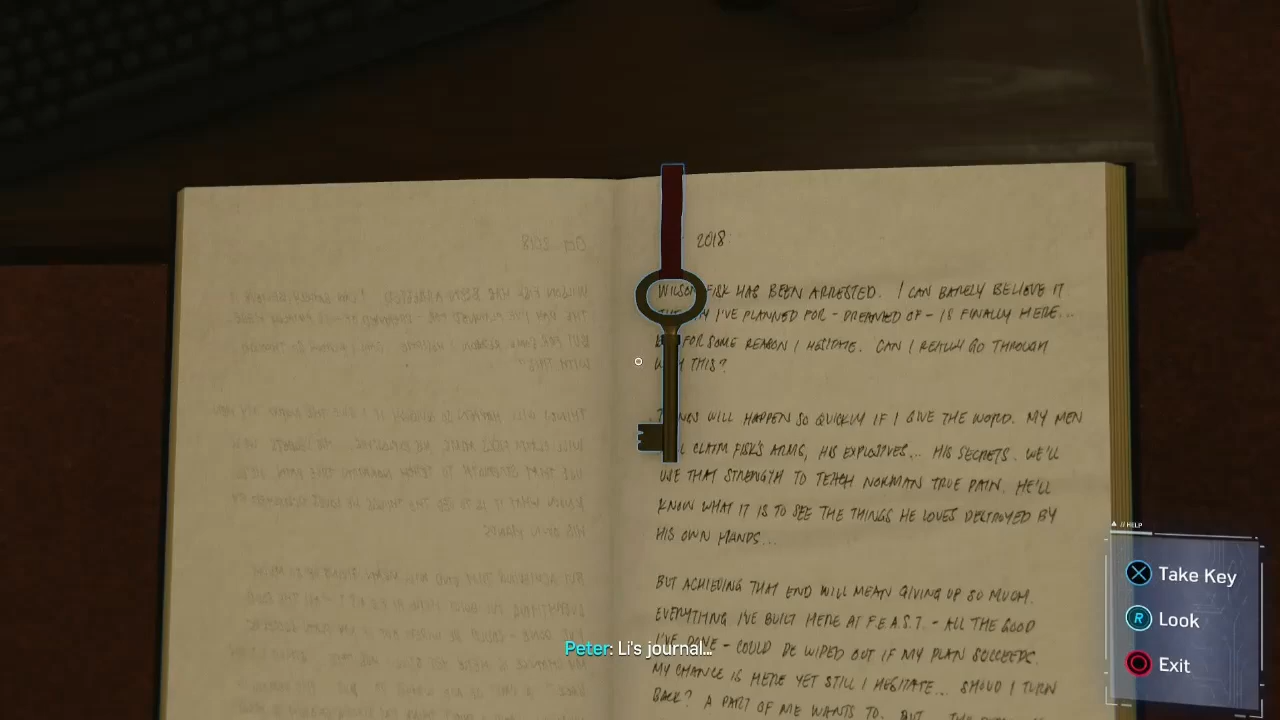 2018:
WILSON FISK HAS BEEN ARRESTED. I CAN BARELY BELIEVE IT.
I'VE PLANNED FOR - DREAMED OF - IS FINALLY HERE...
FOR SOME REASON I HESITATE. CAN I REALLY GO THROUGH
THIS?
THINGS WILL HAPPEN SO QUICKLY IF I GIVE THE WORD. MY MEN
CLAIM FISK'S ARMS, HIS EXPLOSIVES... HIS SECRETS. WE'LL
USE THAT STRENGTH TO TEACH NORMAN TRUE PAIN. HE'LL
KNOW WHAT IT IS TO SEE THE THINGS HE LOVES DESTROYED BY
HIS OWN HANDS...
BUT ACHIEVING THAT END WILL MEAN GIVING UP SO MUCH.
EVERYTHING I'VE BUILT HERE AT F.E.A.S.T. - ALL THE GOOD
I'VE DONE - COULD BE WIPED OUT IF MY PLAN SUCCEEDS.
MY CHANCE IS HERE YET STILL I HESITATE... SHOULD I TURN
BACK? A PART OF ME WANTS TO. BUT...
Peter: Li's journal...
// HELP
Take Key
R Look
Exit